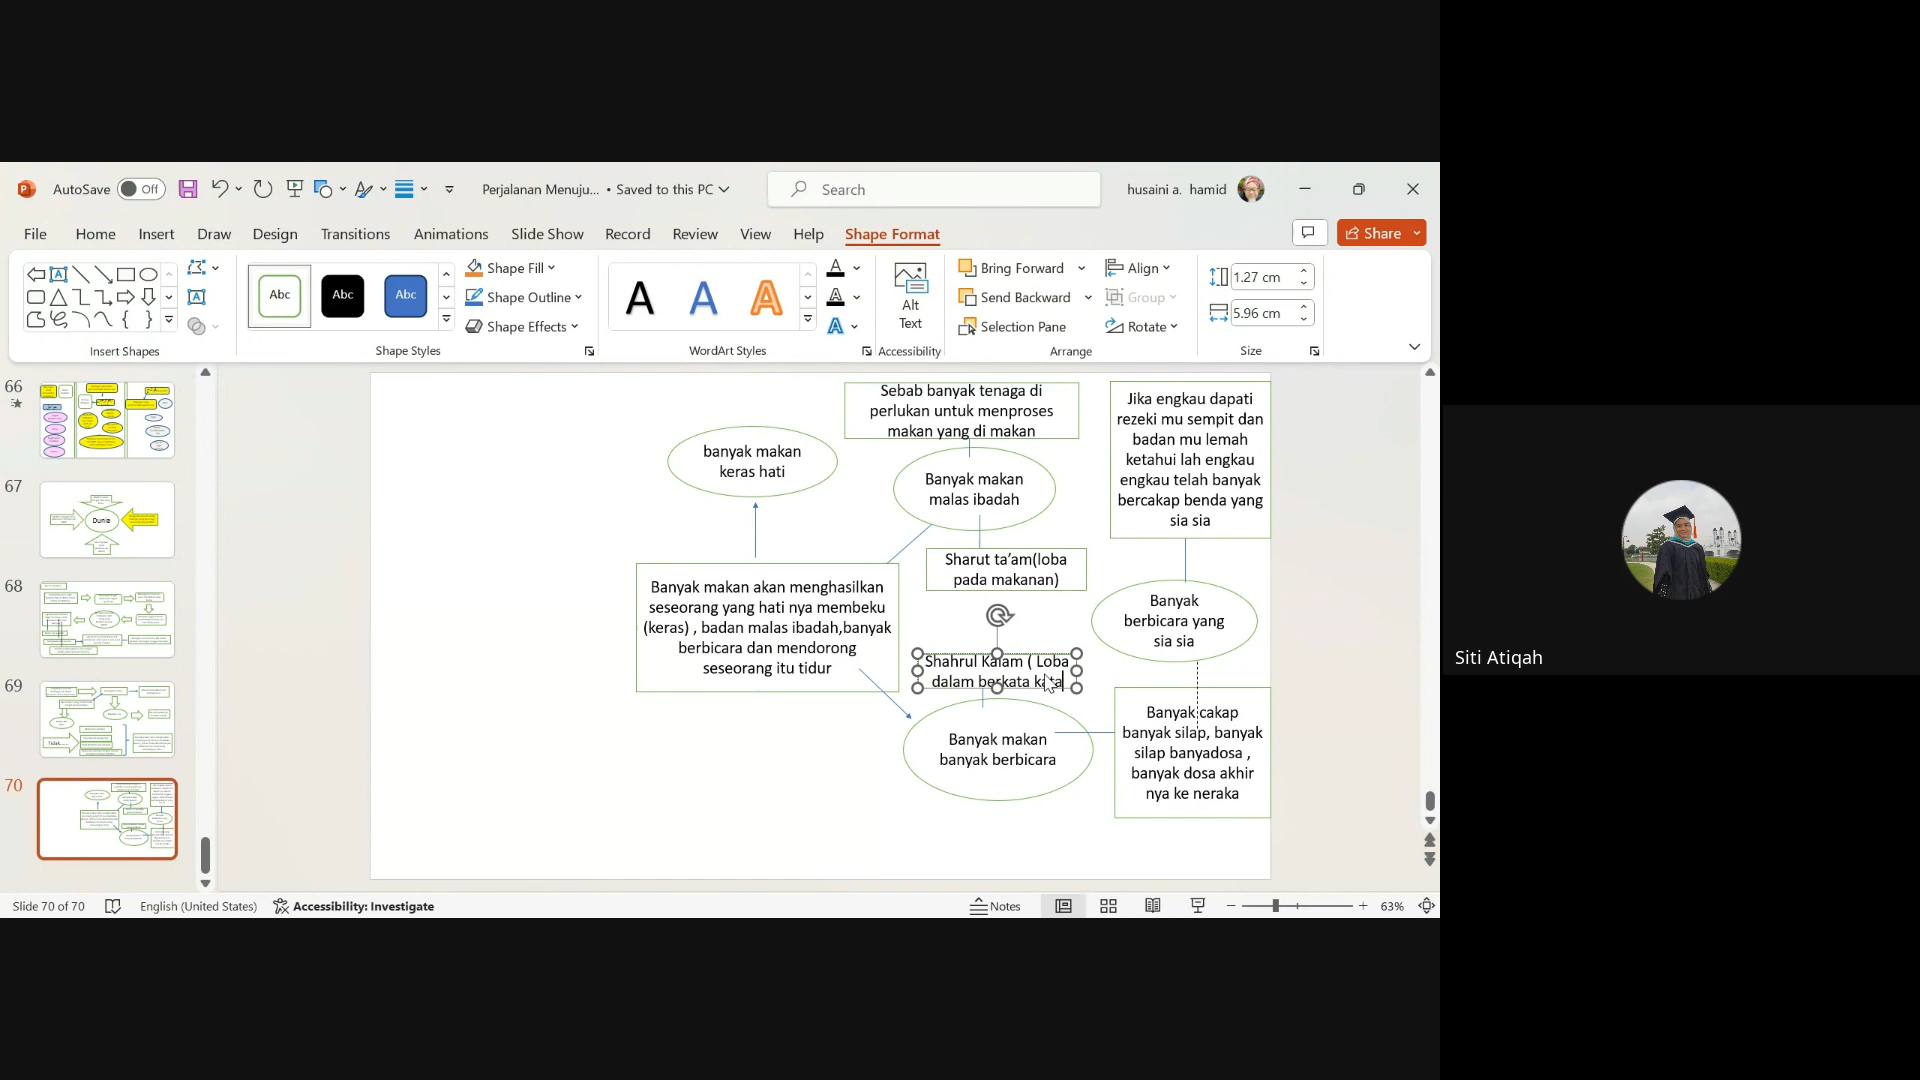 AutoSave Off Perjalanan Menuju... • Saved to this PC Search husaini a. hamid
File Home Insert Draw Design Transitions Animations Slide Show Record Review View Help Shape Format Share
Abc Abc Abc
Shape Fill
Shape Outline
Shape Effects
A A A
Alt
Text
Bring Forward
Send Backward
Selection Pane
Align
Group
Rotate
1.27 cm
5.96 cm
Insert Shapes Shape Styles WordArt Styles Accessibility Arrange Size
66
67
Dunia
68
69
Tidak.....
70
Sebab banyak tenaga di
perlukan untuk menproses
makan yang di makan
Jika engkau dapati
rezeki mu sempit dan
badan mu lemah
ketahui lah engkau
engkau telah banyak
bercakap benda yang
sia sia
banyak makan
keras hati
Banyak makan
malas ibadah
Sharut ta’am(loba
pada makanan)
Banyak makan akan menghasilkan
seseorang yang hati nya membeku
(keras) , badan malas ibadah,banyak
berbicara dan mendorong
seseorang itu tidur
Banyak
berbicara yang
sia sia
Shahrul Kalam ( Loba
dalam berkata kata
Banyak makan
banyak berbicara
Banyak cakap
banyak silap, banyak
silap banyadosa ,
banyak dosa akhir
nya ke neraka
Slide 70 of 70 English (United States) Accessibility: Investigate Notes 63%
Siti Atiqah